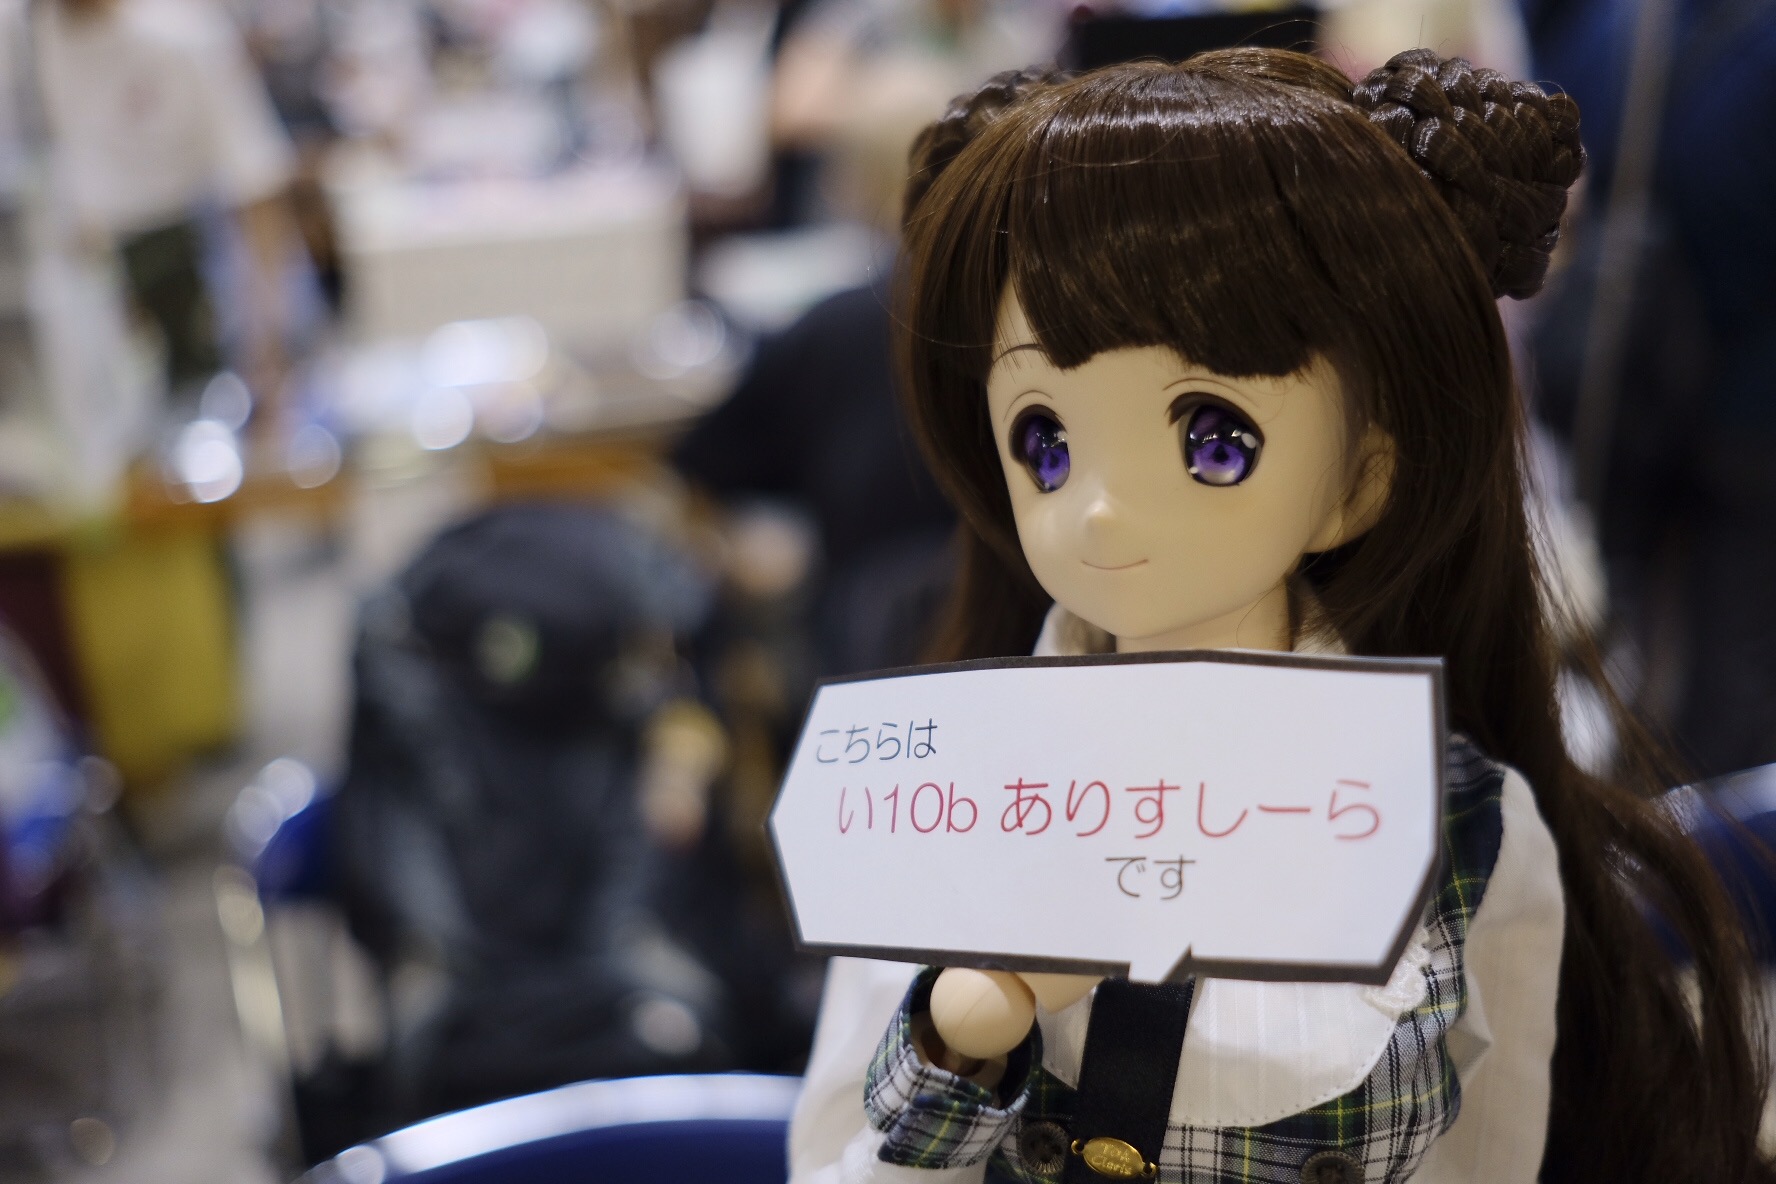 こちらは
い10b ありすしーら
です